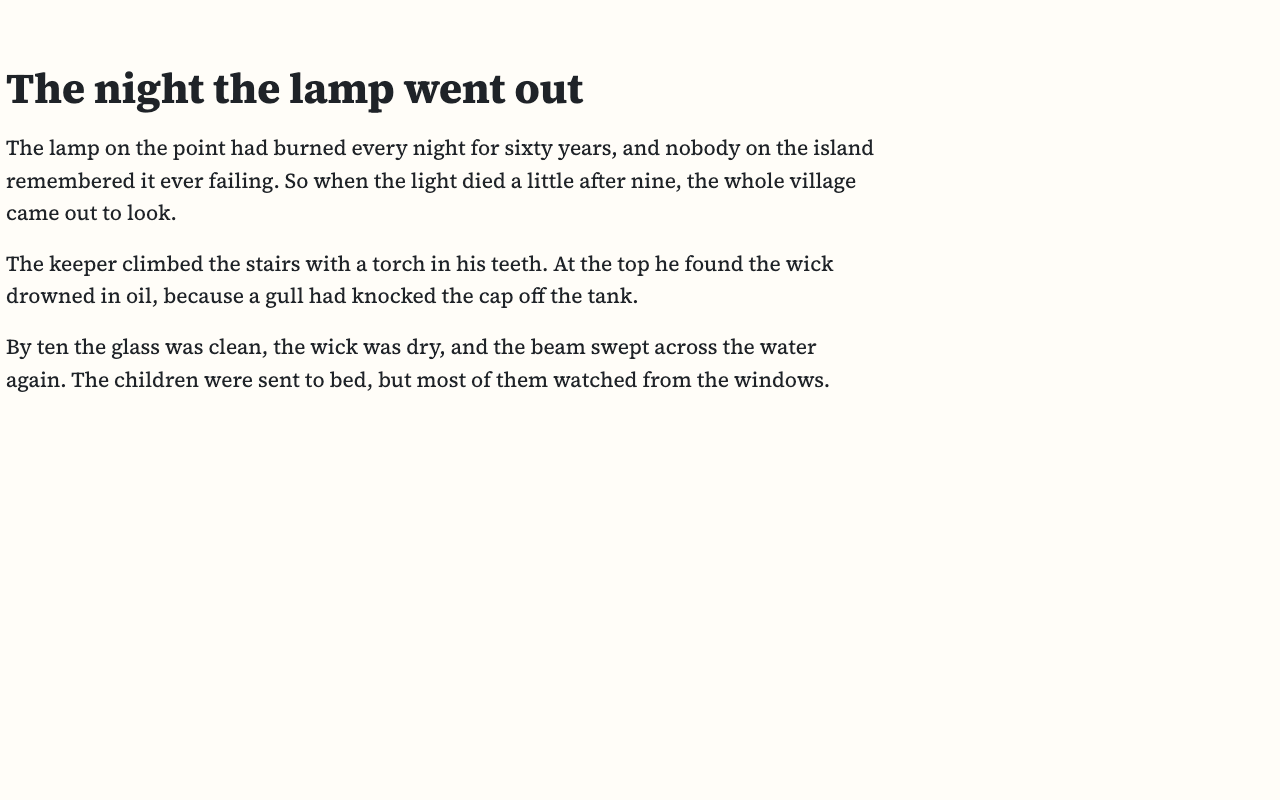 The night the lamp went out
The lamp on the point had burned every night for sixty years, and nobody on the island
remembered it ever failing. So when the light died a little after nine, the whole village
came out to look.
The keeper climbed the stairs with a torch in his teeth. At the top he found the wick
drowned in oil, because a gull had knocked the cap off the tank.
By ten the glass was clean, the wick was dry, and the beam swept across the water
again. The children were sent to bed, but most of them watched from the windows.